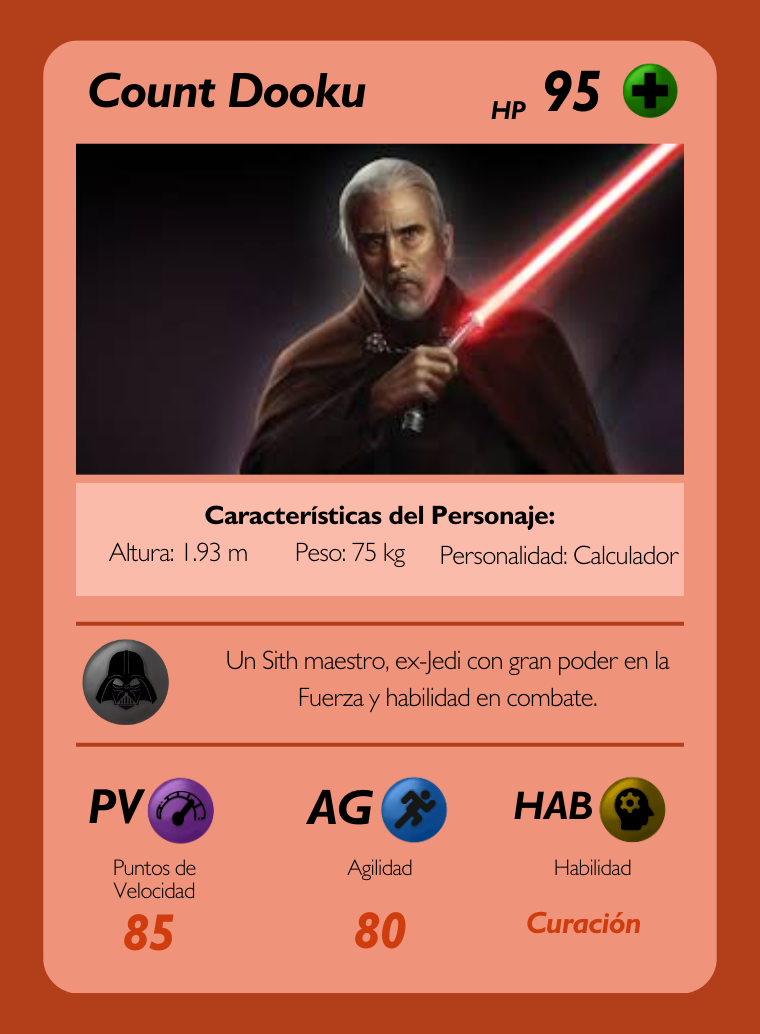 Count Dooku
HP 95
Características del Personaje:
Altura: 1.93 m Peso: 75 kg Personalidad: Calculador
Un Sith maestro, ex-Jedi con gran poder en la
Fuerza y habilidad en combate.
PV AG HAB
Puntos de
Velocidad
Agilidad
Habilidad
85
80
Curación